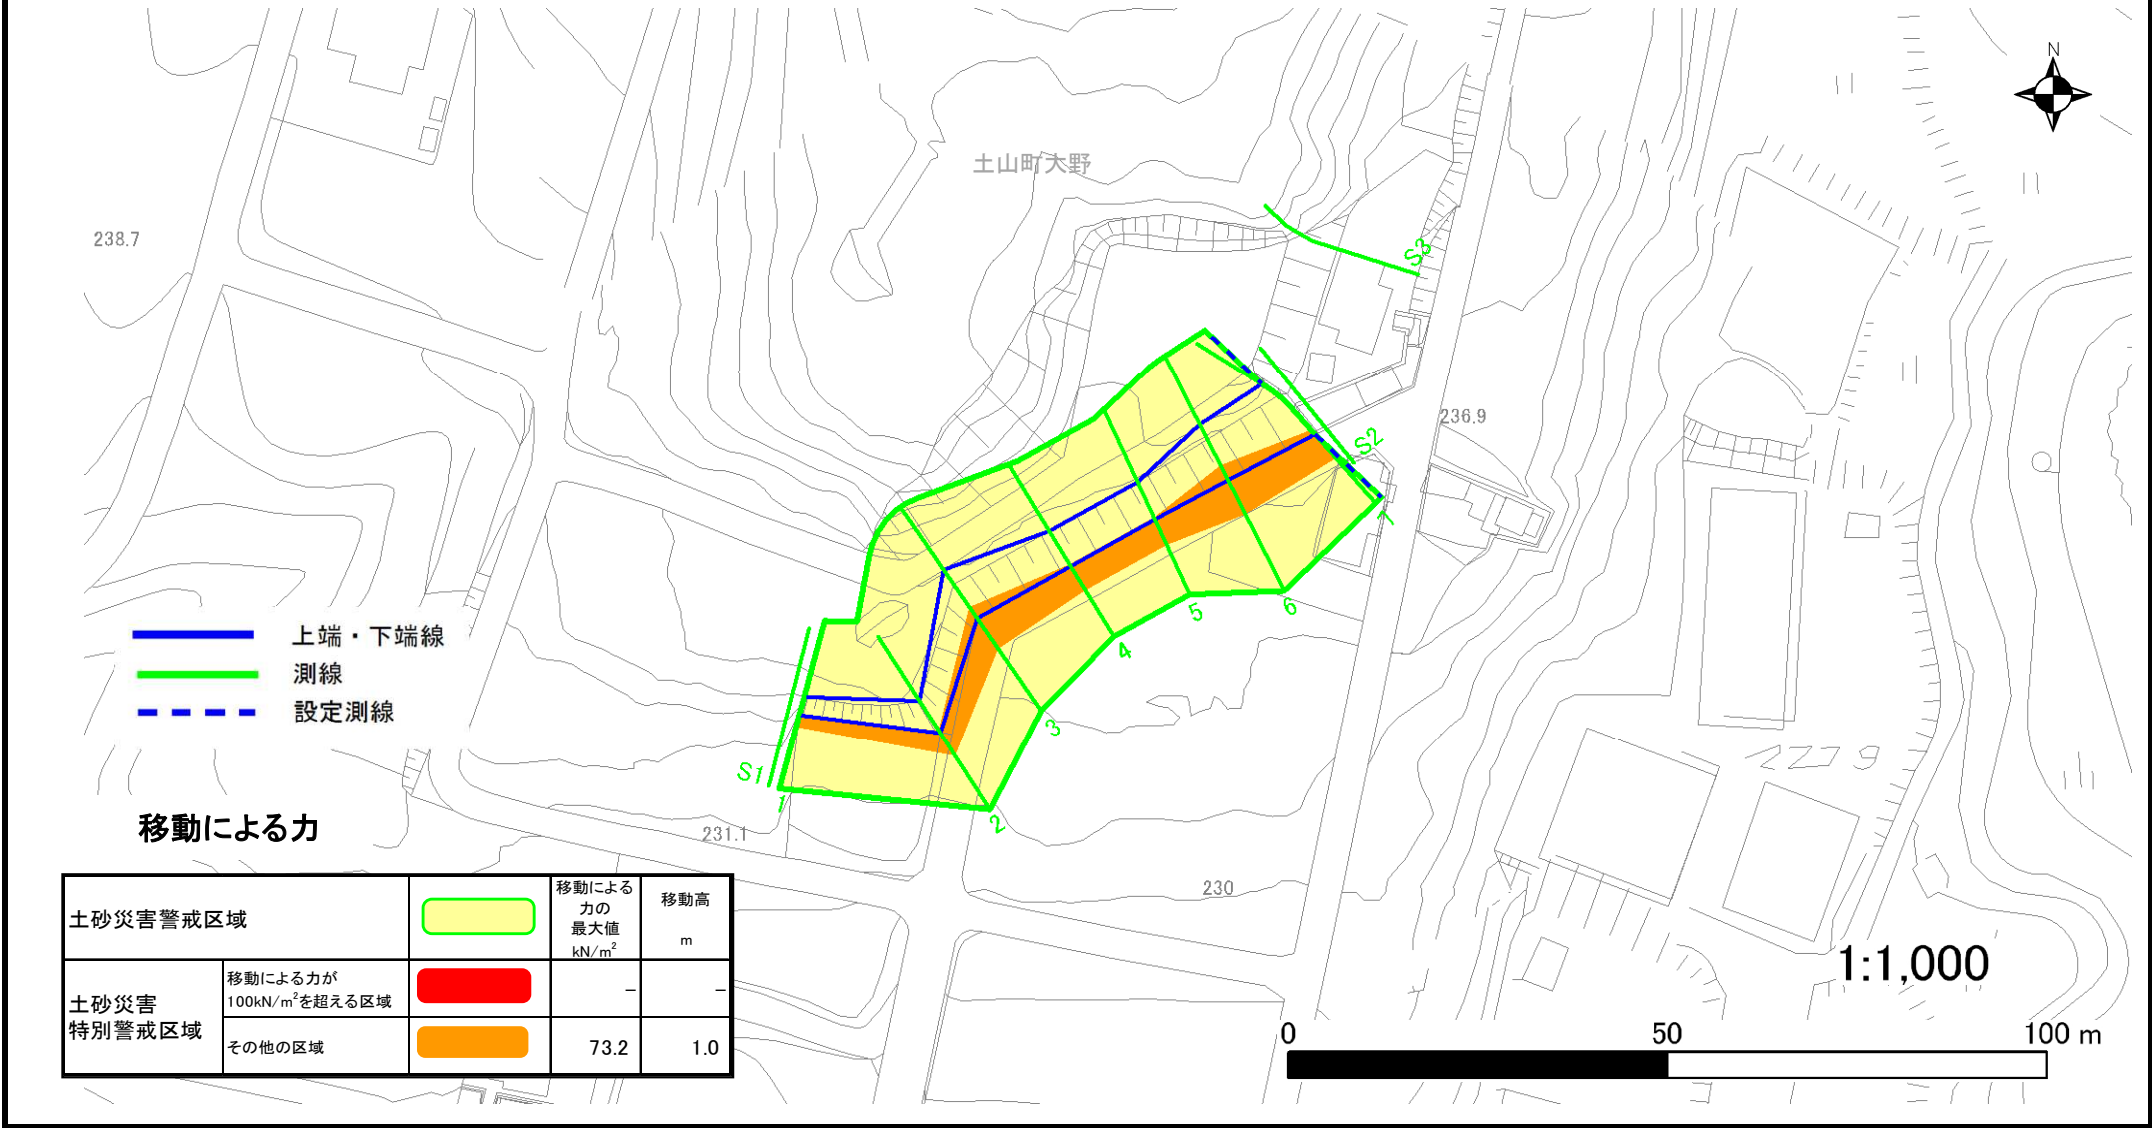 N
土山町大野
238.7
S3
236.9
S2
7
6
5
4
3
2
S1
1
231.1
230
上端・下端線
測線
設定測線
移動による力
土砂災害警戒区域
移動による
力の
最大値
kN/m²
移動高
m
土砂災害
特別警戒区域
移動による力が
100kN/m²を超える区域
－
－
その他の区域
73.2
1.0
1:1,000
0
50
100 m